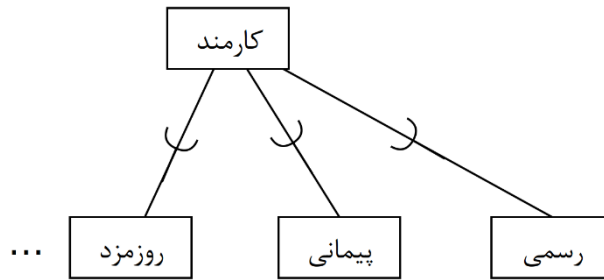 کارمند
رسمی
پیمانی
روزمزد
...